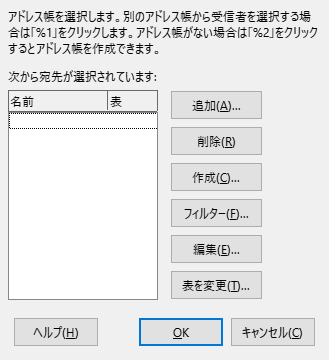 アドレス帳を選択します。別のアドレス帳から受信者を選択する場
合は「%1」をクリックします。アドレス帳がない場合は「%2」をクリック
するとアドレス帳を作成できます。
次から宛先が選択されています:
名前 表
追加(A)...
削除(R)
作成(C)...
フィルター(F)...
編集(E)...
表を変更(T)...
ヘルプ(H) OK キャンセル(C)